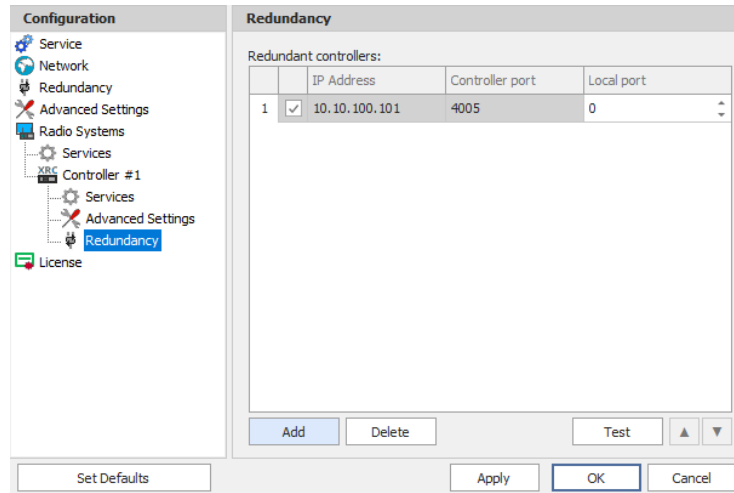 Configuration
Service
Network
Redundancy
Advanced Settings
Radio Systems
Services
XRC Controller #1
Services
Advanced Settings
Redundancy
License
Redundancy
Redundant controllers:
IP Address Controller port Local port
1 10.10.100.101 4005 0
Add Delete Test
Set Defaults Apply OK Cancel